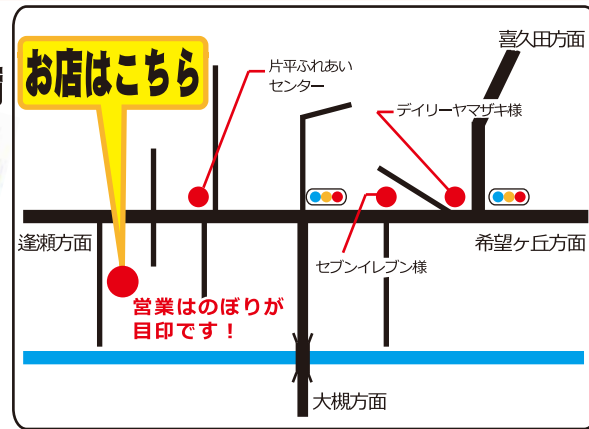 喜久田方面
お店はこちら
片平ふれあい
センター
デイリーヤマザキ様
逢瀬方面
希望ヶ丘方面
セブンイレブン様
営業はのぼりが
目印です！
大槻方面